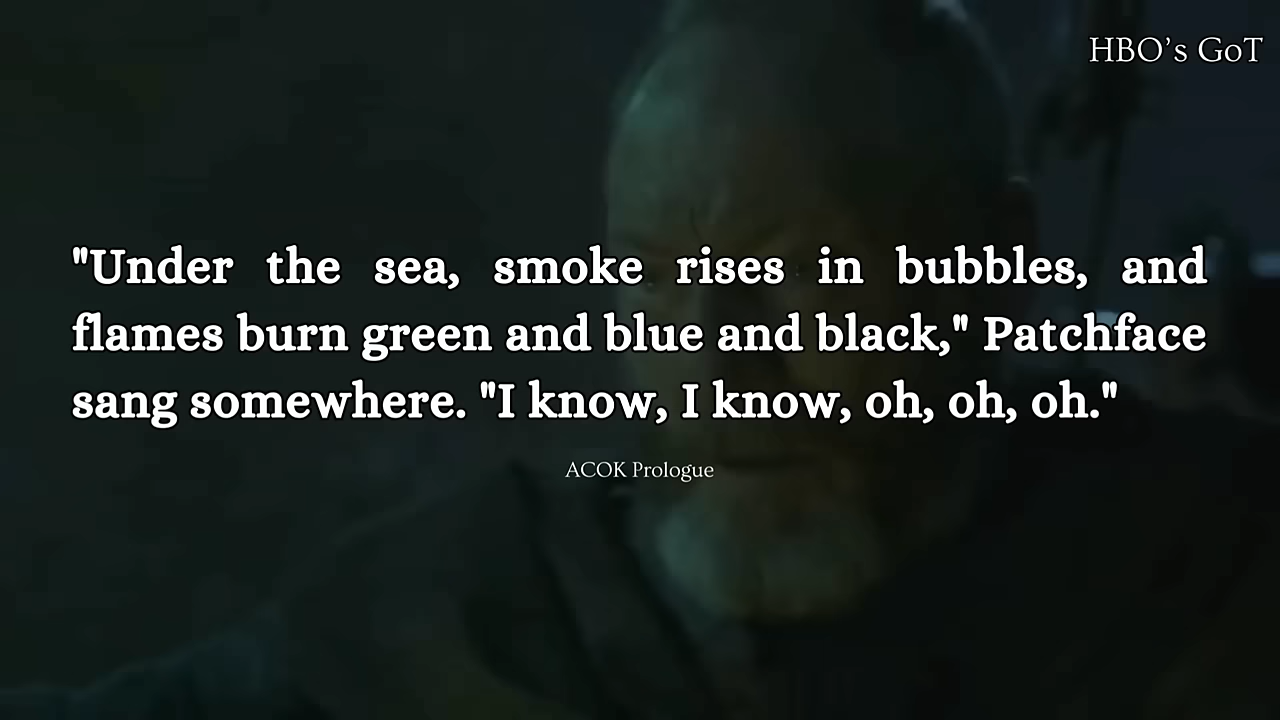 HBO’s GoT
"Under the sea, smoke rises in bubbles, and
flames burn green and blue and black," Patchface
sang somewhere. "I know, I know, oh, oh, oh."
ACOK Prologue